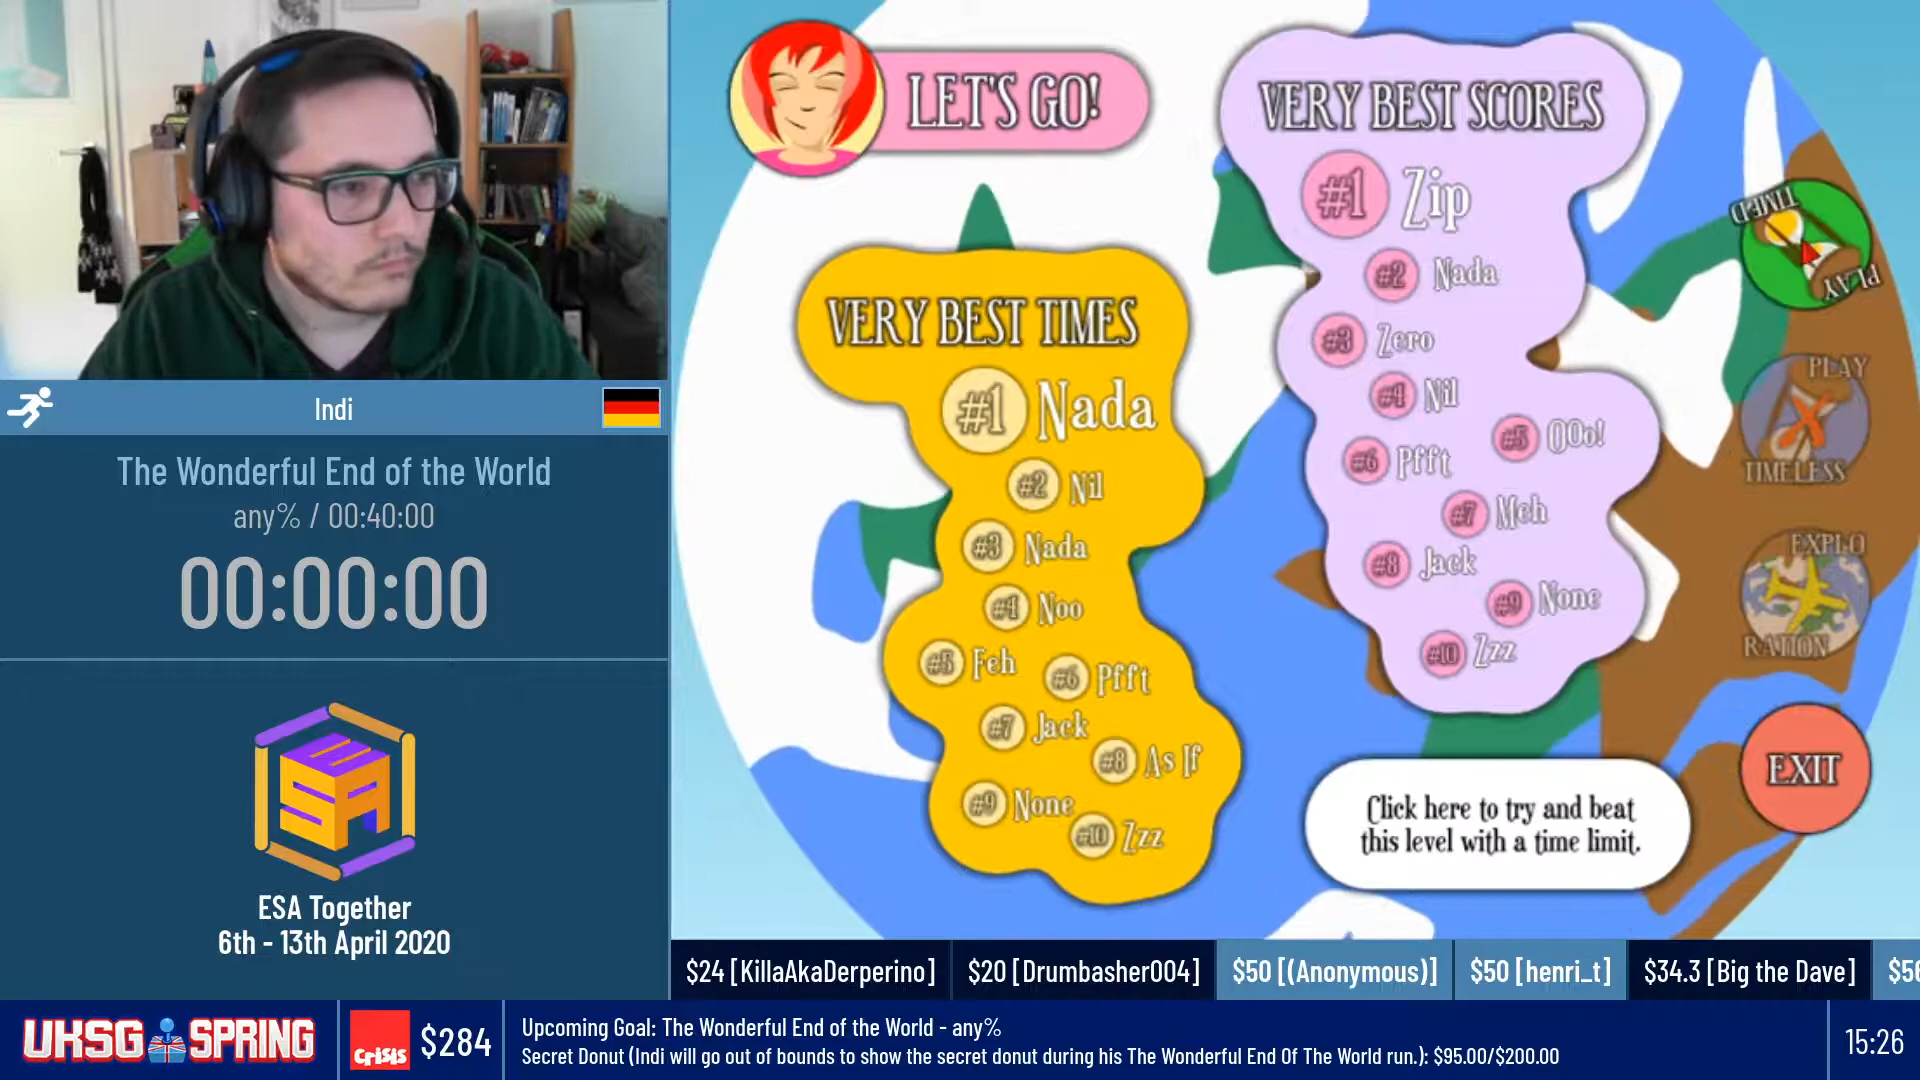 Indi
The Wonderful End of the World
any% / 00:40:00
00:00:00
ESA
ESA Together
6th - 13th April 2020
LET'S GO!
VERY BEST TIMES
#1 Nada
#2 Nil
#3 Nada
#4 Noo
#5 Feh
#6 Pfft
#7 Jack
#8 As If
#9 None
#10 Zzz
VERY BEST SCORES
#1 Zip
#2 Nada
#3 Zero
#4 Nil
#5 OOo!
#6 Pfft
#7 Meh
#8 Jack
#9 None
#10 Zzz
PLAY
TIMED
PLAY
TIMELESS
EXPLO
RATION
EXIT
Click here to try and beat
this level with a time limit.
$24 [KillaAkaDerperino] $20 [Drumbasher004] $50 [(Anonymous)] $50 [henri_t] $34.3 [Big the Dave]
UKSG SPRING
Crisis
$284
Upcoming Goal: The Wonderful End of the World - any%
Secret Donut (Indi will go out of bounds to show the secret donut during his The Wonderful End Of The World run.): $95.00/$200.00
15:26